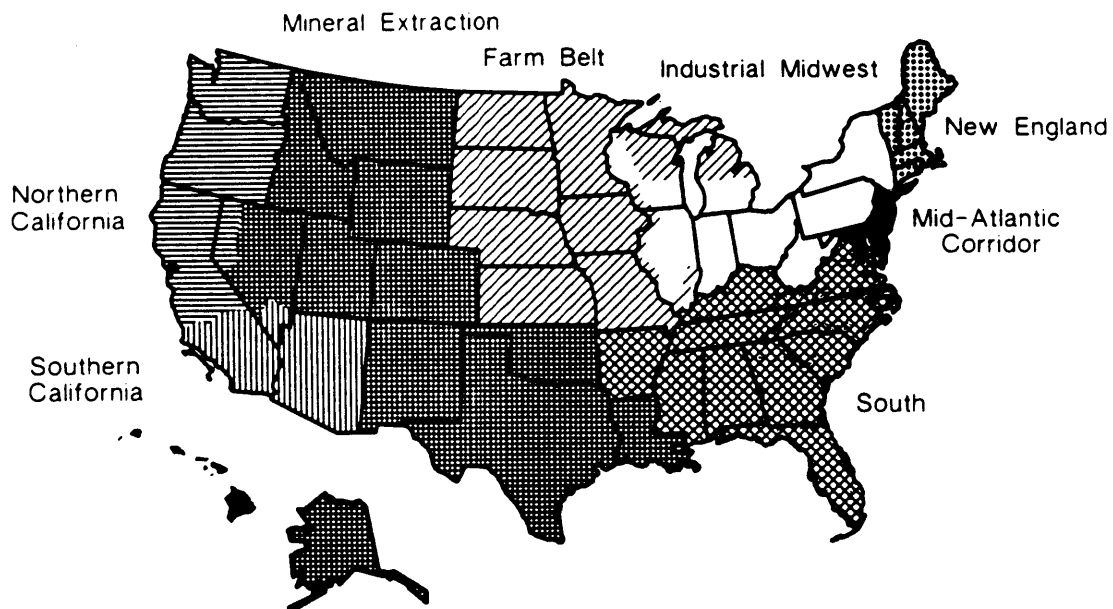 Mineral Extraction
Farm Belt
Industrial Midwest
New England
Northern
California
Mid-Atlantic
Corridor
Southern
California
South